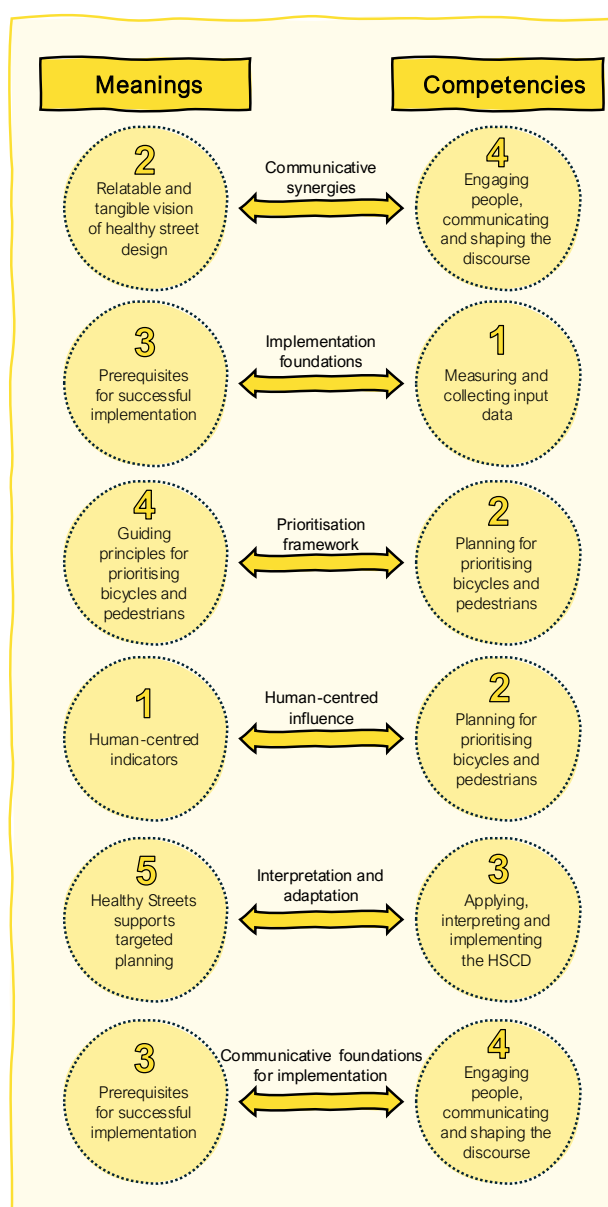 Meanings
Competencies
2
Relatable and
tangible vision
of healthy street
design
Communicative
synergies
4
Engaging
people,
communicating
and shaping the
discourse
3
Prerequisites
for successful
implementation
Implementation
foundations
1
Measuring and
collecting input
data
4
Guiding
principles for
prioritising
bicycles and
pedestrians
Prioritisation
framework
2
Planning for
prioritising
bicycles and
pedestrians
1
Human-centred
indicators
Human-centred
influence
2
Planning for
prioritising
bicycles and
pedestrians
5
Healthy Streets
supports
targeted
planning
Interpretation and
adaptation
3
Applying,
interpreting and
implementing
the HSCD
3
Prerequisites
for successful
implementation
Communicative foundations
for implementation
4
Engaging
people,
communicating
and shaping the
discourse